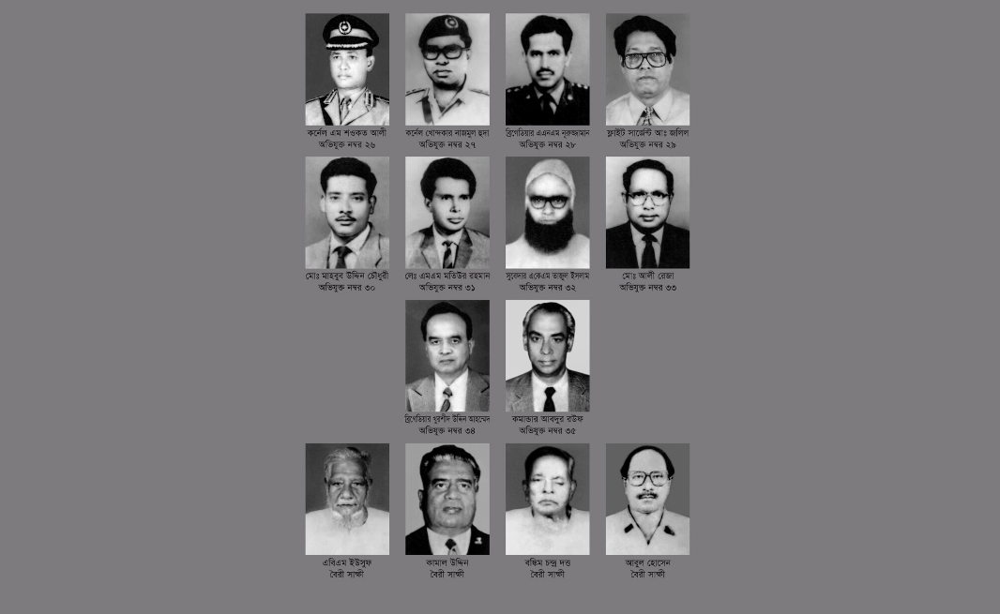 কর্নেল এম শওকত আলী
অভিযুক্ত নম্বর ২৬
কর্নেল খোন্দকার নাজমুল হুদা
অভিযুক্ত নম্বর ২৭
ব্রিগেডিয়ার এএনএম নূরুজ্জামান
অভিযুক্ত নম্বর ২৮
ফ্লাইট সার্জেন্ট আঃ জলিল
অভিযুক্ত নম্বর ২৯
মোঃ মাহবুব উদ্দিন চৌধুরী
অভিযুক্ত নম্বর ৩০
লেঃ এমএম মতিউর রহমান
অভিযুক্ত নম্বর ৩১
সুবেদার একেএম তাজুল ইসলাম
অভিযুক্ত নম্বর ৩২
মোঃ আলী রেজা
অভিযুক্ত নম্বর ৩৩
ব্রিগেডিয়ার খুরশীদ উদ্দিন আহম্মেদ
অভিযুক্ত নম্বর ৩৪
কমান্ডার আবদুর রউফ
অভিযুক্ত নম্বর ৩৫
এবিএম ইউসুফ
বৈরী সাক্ষী
কামাল উদ্দিন
বৈরী সাক্ষী
বঙ্কিম চন্দ্র দত্ত
বৈরী সাক্ষী
আবুল হোসেন
বৈরী সাক্ষী